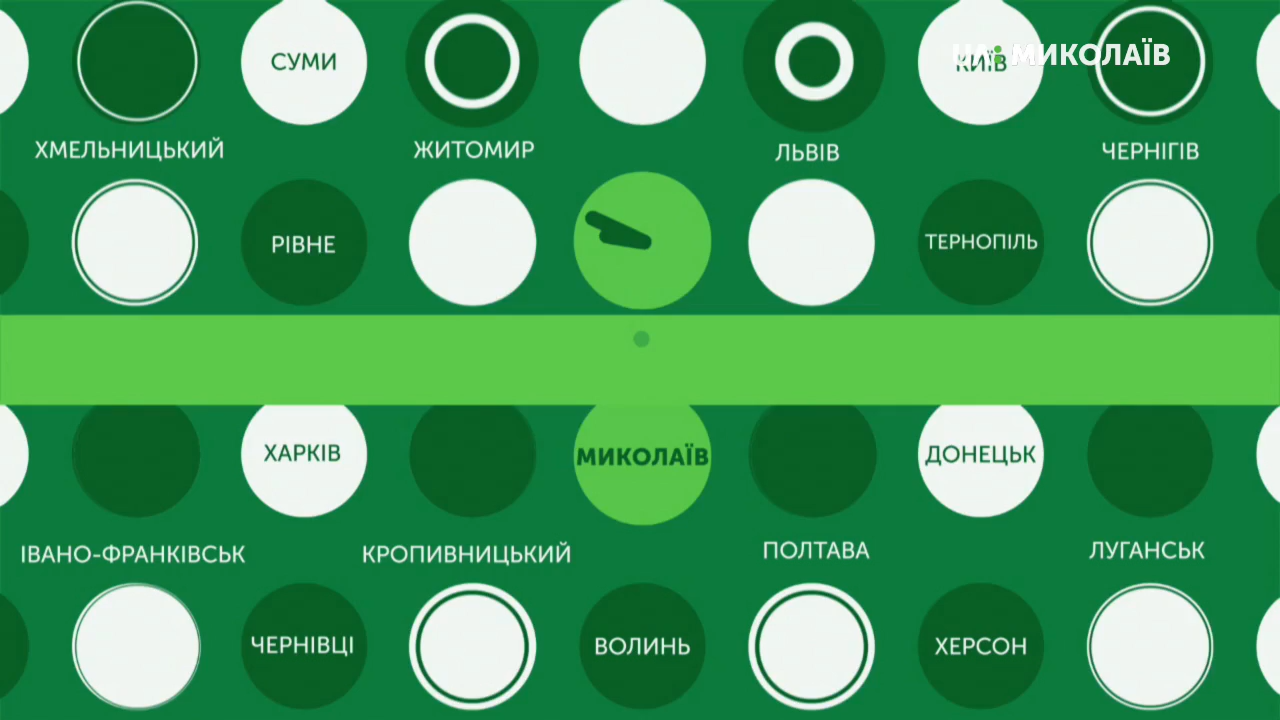 СУМИ
КИЇВ
UA: МИКОЛАЇВ
ХМЕЛЬНИЦЬКИЙ
ЖИТОМИР
ЛЬВІВ
ЧЕРНІГІВ
РІВНЕ
ТЕРНОПІЛЬ
ХАРКІВ
МИКОЛАЇВ
ДОНЕЦЬК
ІВАНО-ФРАНКІВСЬК
КРОПИВНИЦЬКИЙ
ПОЛТАВА
ЛУГАНСЬК
ЧЕРНІВЦІ
ВОЛИНЬ
ХЕРСОН